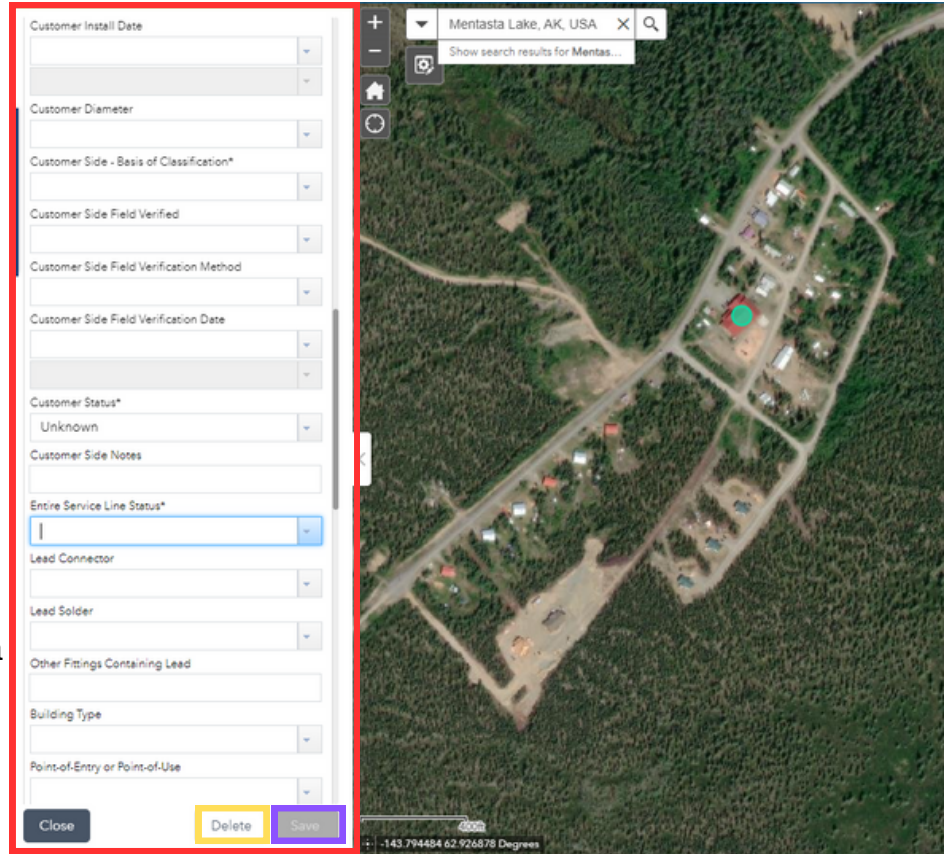 Customer Install Date
Customer Diameter
Customer Side - Basis of Classification*
Customer Side Field Verified
Customer Side Field Verification Method
Customer Side Field Verification Date
Customer Status*
Unknown
Customer Side Notes
Entire Service Line Status*
Lead Connector
Lead Solder
Other Fittings Containing Lead
Building Type
Point-of-Entry or Point-of-Use
Close
Delete
Save
+
Mentasta Lake, AK, USA
Show search results for Mentas...
−
400ft
-143.794484 62.926878 Degrees